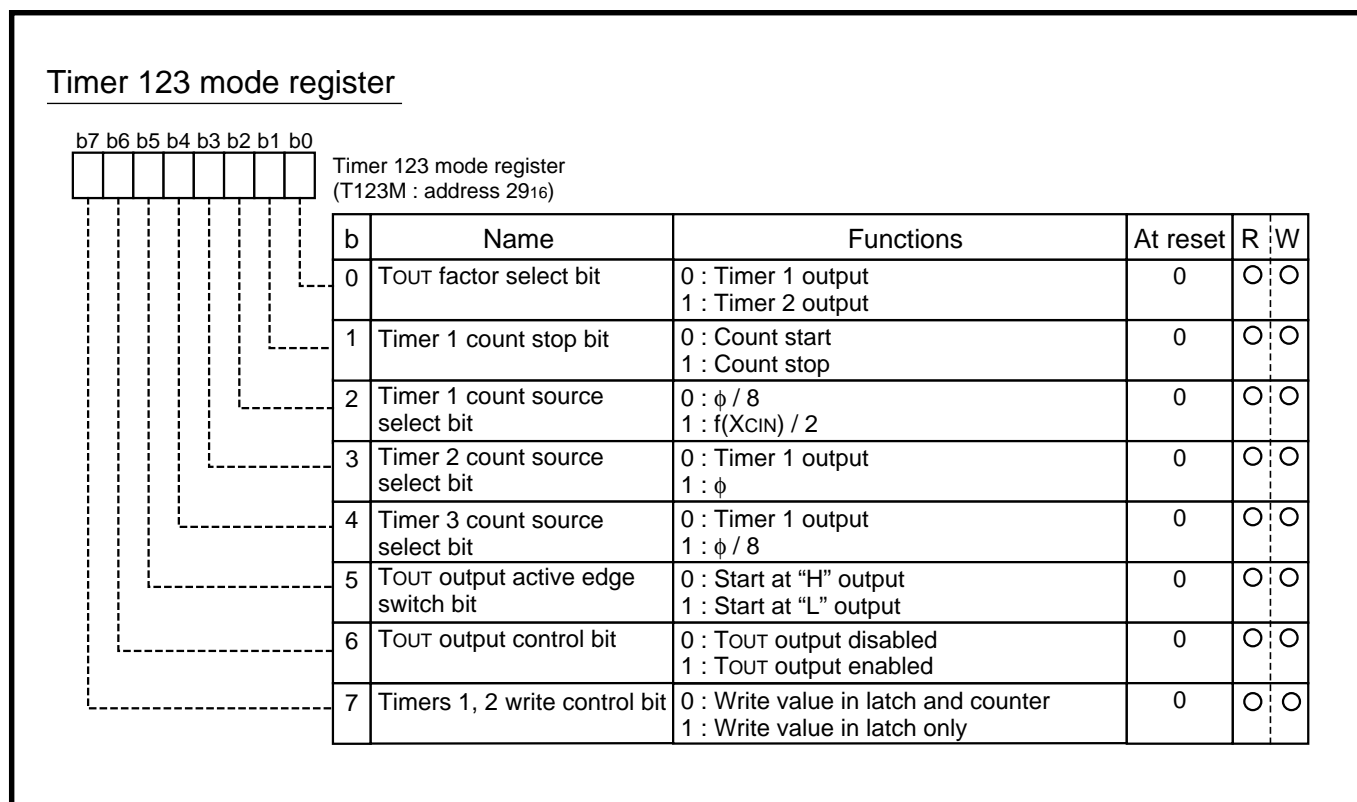 Timer 123 mode register
b7 b6 b5 b4 b3 b2 b1 b0
Timer 123 mode register
(T123M : address 2916)
b Name Functions At reset R W
0 TOUT factor select bit 0 : Timer 1 output 0 O O
1 : Timer 2 output
1 Timer 1 count stop bit 0 : Count start 0 O O
1 : Count stop
2 Timer 1 count source 0 : ϕ / 8 0 O O
select bit 1 : f(XCIN) / 2
3 Timer 2 count source 0 : Timer 1 output 0 O O
select bit 1 : ϕ
4 Timer 3 count source 0 : Timer 1 output 0 O O
select bit 1 : ϕ / 8
5 TOUT output active edge 0 : Start at “H” output 0 O O
switch bit 1 : Start at “L” output
6 TOUT output control bit 0 : TOUT output disabled 0 O O
1 : TOUT output enabled
7 Timers 1, 2 write control bit 0 : Write value in latch and counter 0 O O
1 : Write value in latch only